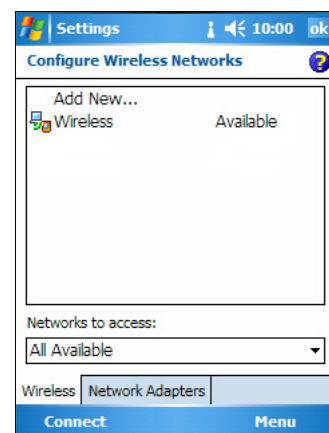 Settings 10:00 ok
Configure Wireless Networks ?
Add New...
Wireless Available
Networks to access:
All Available
Wireless Network Adapters
Connect Menu